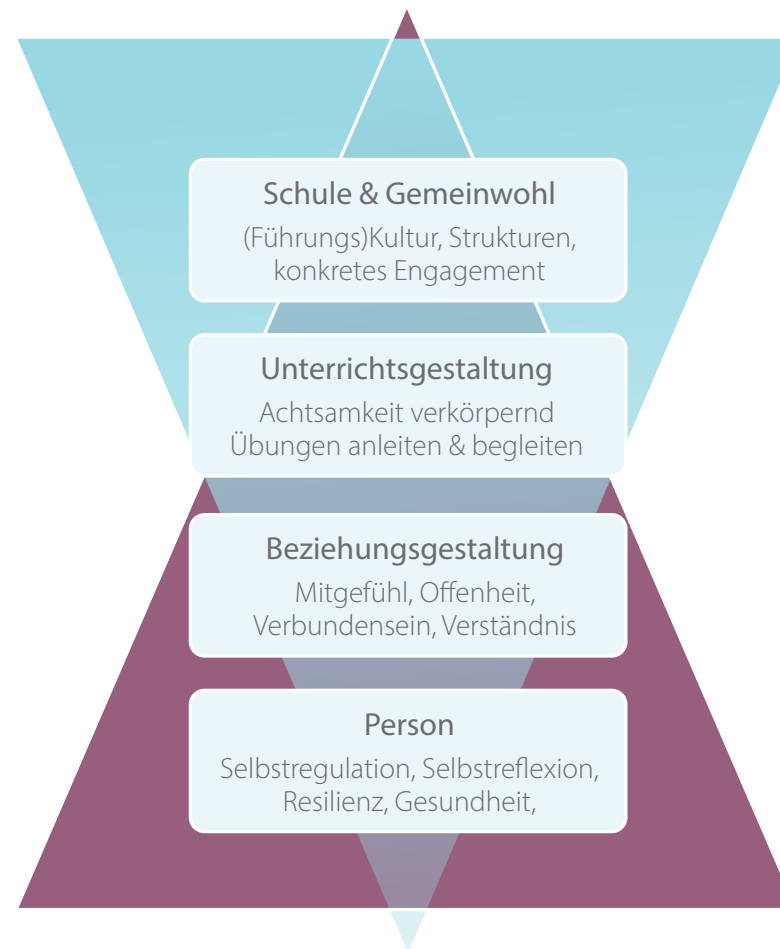 Schule & Gemeinwohl
(Führungs)Kultur, Strukturen,
konkretes Engagement
Unterrichtsgestaltung
Achtsamkeit verkörpernd
Übungen anleiten & begleiten
Beziehungsgestaltung
Mitgefühl, Offenheit,
Verbundensein, Verständnis
Person
Selbstregulation, Selbstreflexion,
Resilienz, Gesundheit,